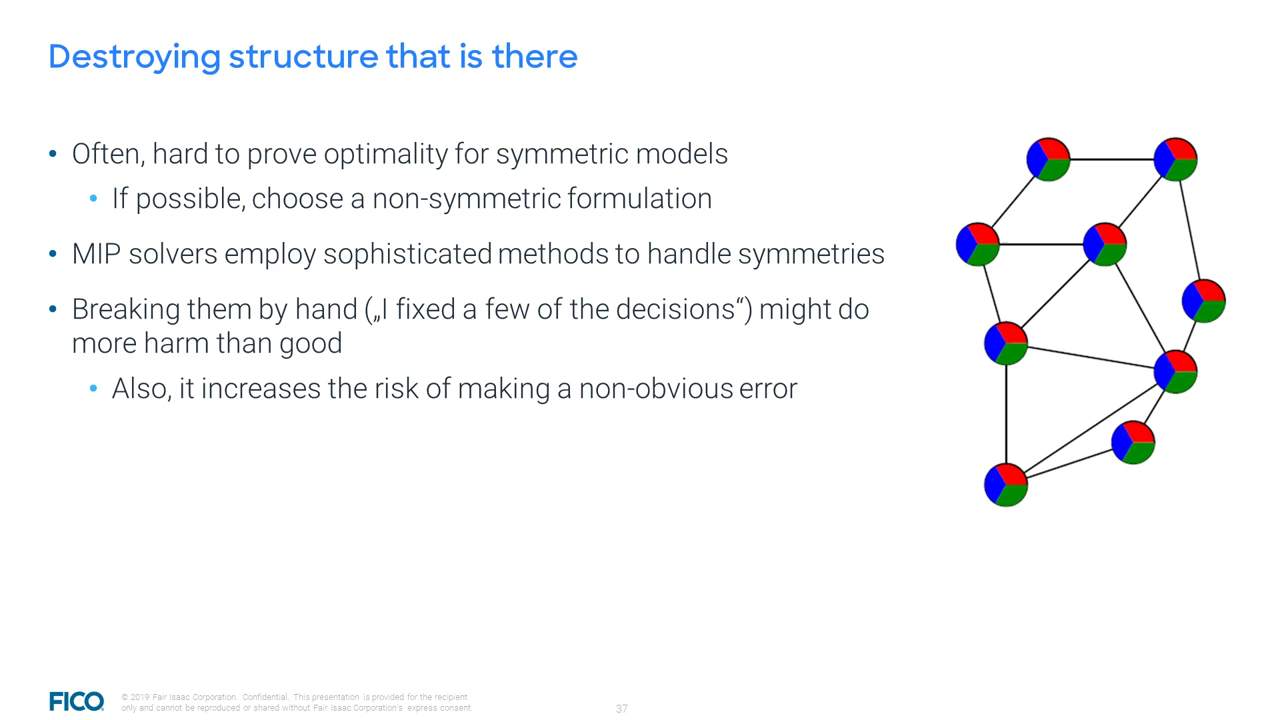 Destroying structure that is there
• Often, hard to prove optimality for symmetric models
• If possible, choose a non-symmetric formulation
• MIP solvers employ sophisticated methods to handle symmetries
• Breaking them by hand („I fixed a few of the decisions“) might do
more harm than good
• Also, it increases the risk of making a non-obvious error
FICO
© 2019 Fair Isaac Corporation. Confidential. This presentation is provided for the recipient
only and cannot be reproduced or shared without Fair Isaac Corporation's express consent.
37